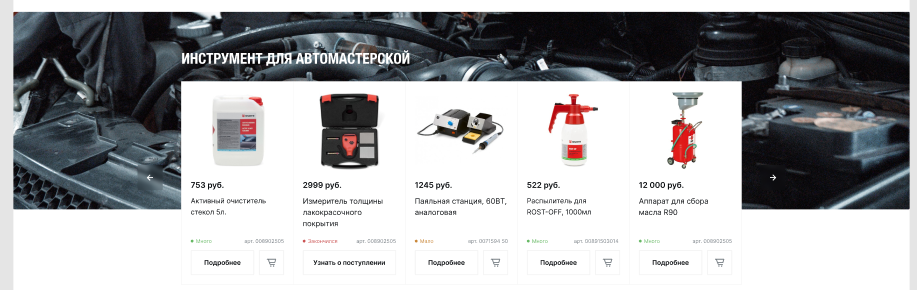 ИНСТРУМЕНТ ДЛЯ АВТОМАСТЕРСКОЙ
753 руб.
Активный очиститель
стекол 5л.
Много арт. 008902505
Подробнее
2999 руб.
Измеритель толщины
лакокрасочного
покрытия
Закончился арт. 008902505
Узнать о поступлении
1245 руб.
Паяльная станция, 60ВТ,
аналоговая
Мало арт. 0071594 50
Подробнее
522 руб.
Распылитель для
ROST-OFF, 1000мл
Много арт. 00891503014
Подробнее
12 000 руб.
Аппарат для сбора
масла R90
Много арт. 008902505
Подробнее